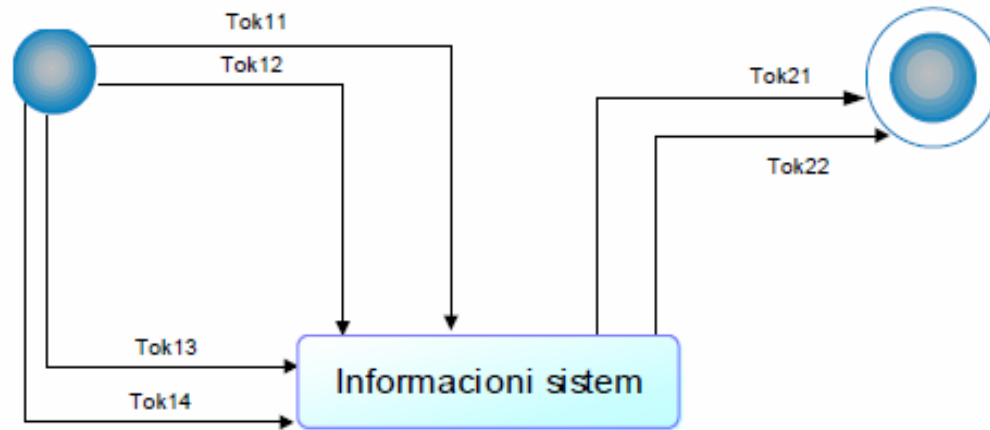 Tok11
Tok12
Tok21
Tok22
Tok13
Informacioni sistem
Tok14